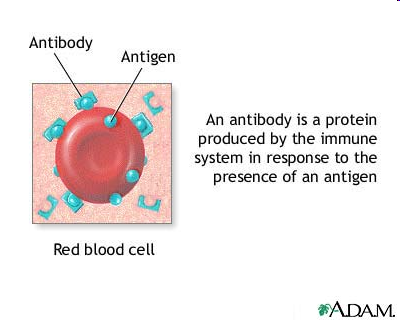 Antibody
Antigen
An antibody is a protein
produced by the immune
system in response to the
presence of an antigen
Red blood cell
ADAM.